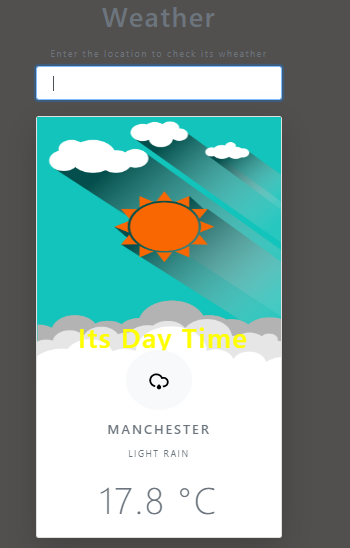 Weather
Enter the location to check its wheather
Its Day Time
MANCHESTER
LIGHT RAIN
17.8 °C